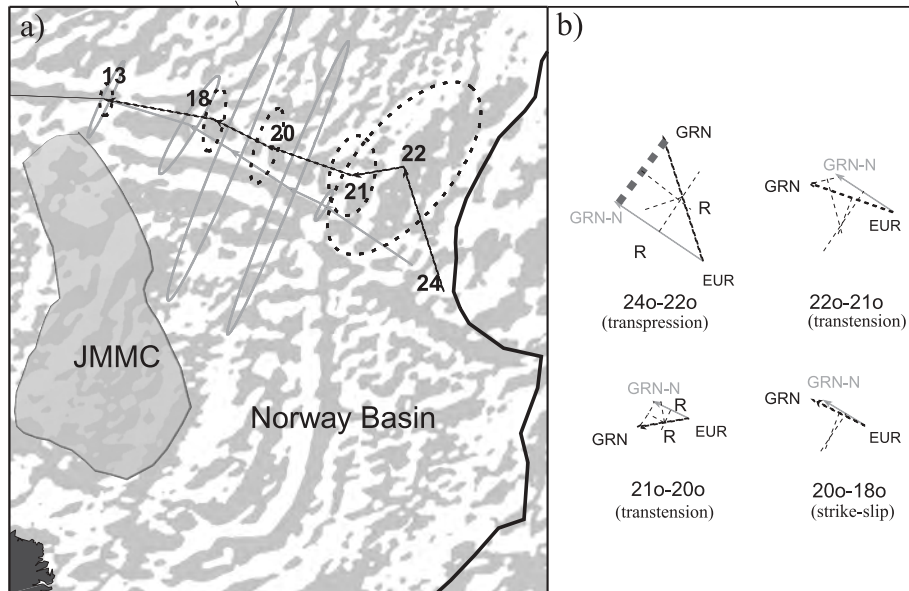 a)
13
18
20
22
21
24
JMMC
Norway Basin
b)
GRN
GRN-N
R
R
EUR
24o-22o
(transpression)
GRN-N
GRN
EUR
22o-21o
(transtension)
GRN-N
R
GRN
R
EUR
21o-20o
(transtension)
GRN-N
GRN
EUR
20o-18o
(strike-slip)